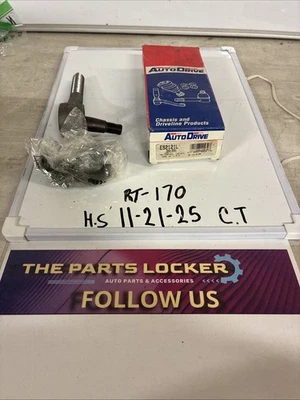 AUTODRIVE
Chassis and
Driveline Products
AUTODRIVE
ES2121L
RT-170
H.S 11-21-25 C.T
THE PARTS LOCKER
AUTO PARTS & ACCESSORIES
FOLLOW US